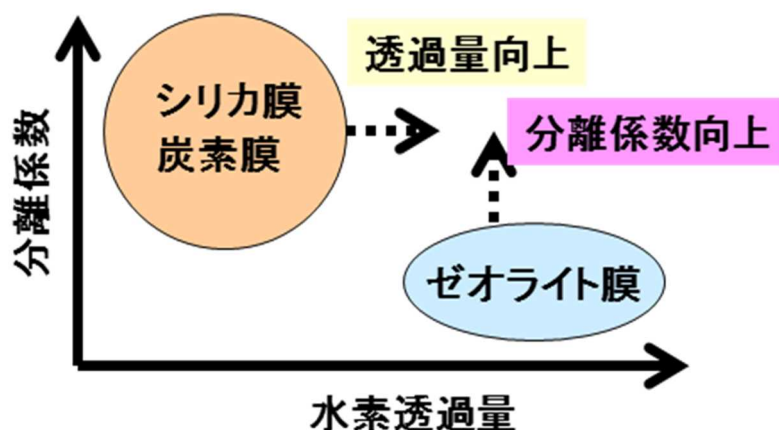 透過量向上
シリカ膜
炭素膜
分離係数向上
分離係数
ゼオライト膜
水素透過量